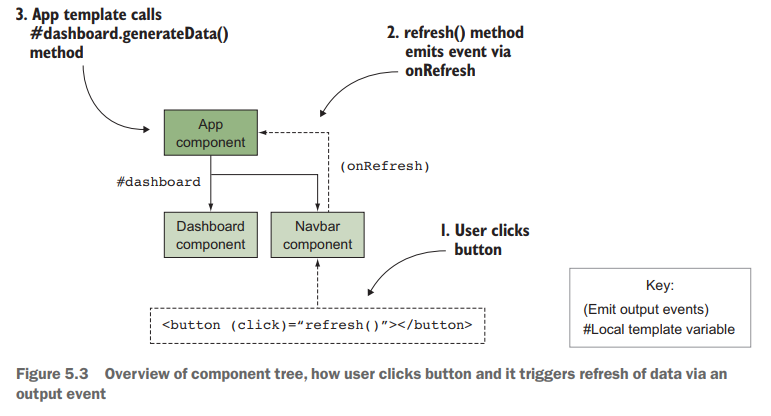 3. App template calls
#dashboard.generateData()
method
2. refresh() method
emits event via
onRefresh
App
component
(onRefresh)
#dashboard
Dashboard
component
Navbar
component
1. User clicks
button
<button (click)=“refresh()”></button>
Key:
(Emit output events)
#Local template variable
Figure 5.3 Overview of component tree, how user clicks button and it triggers refresh of data via an
output event